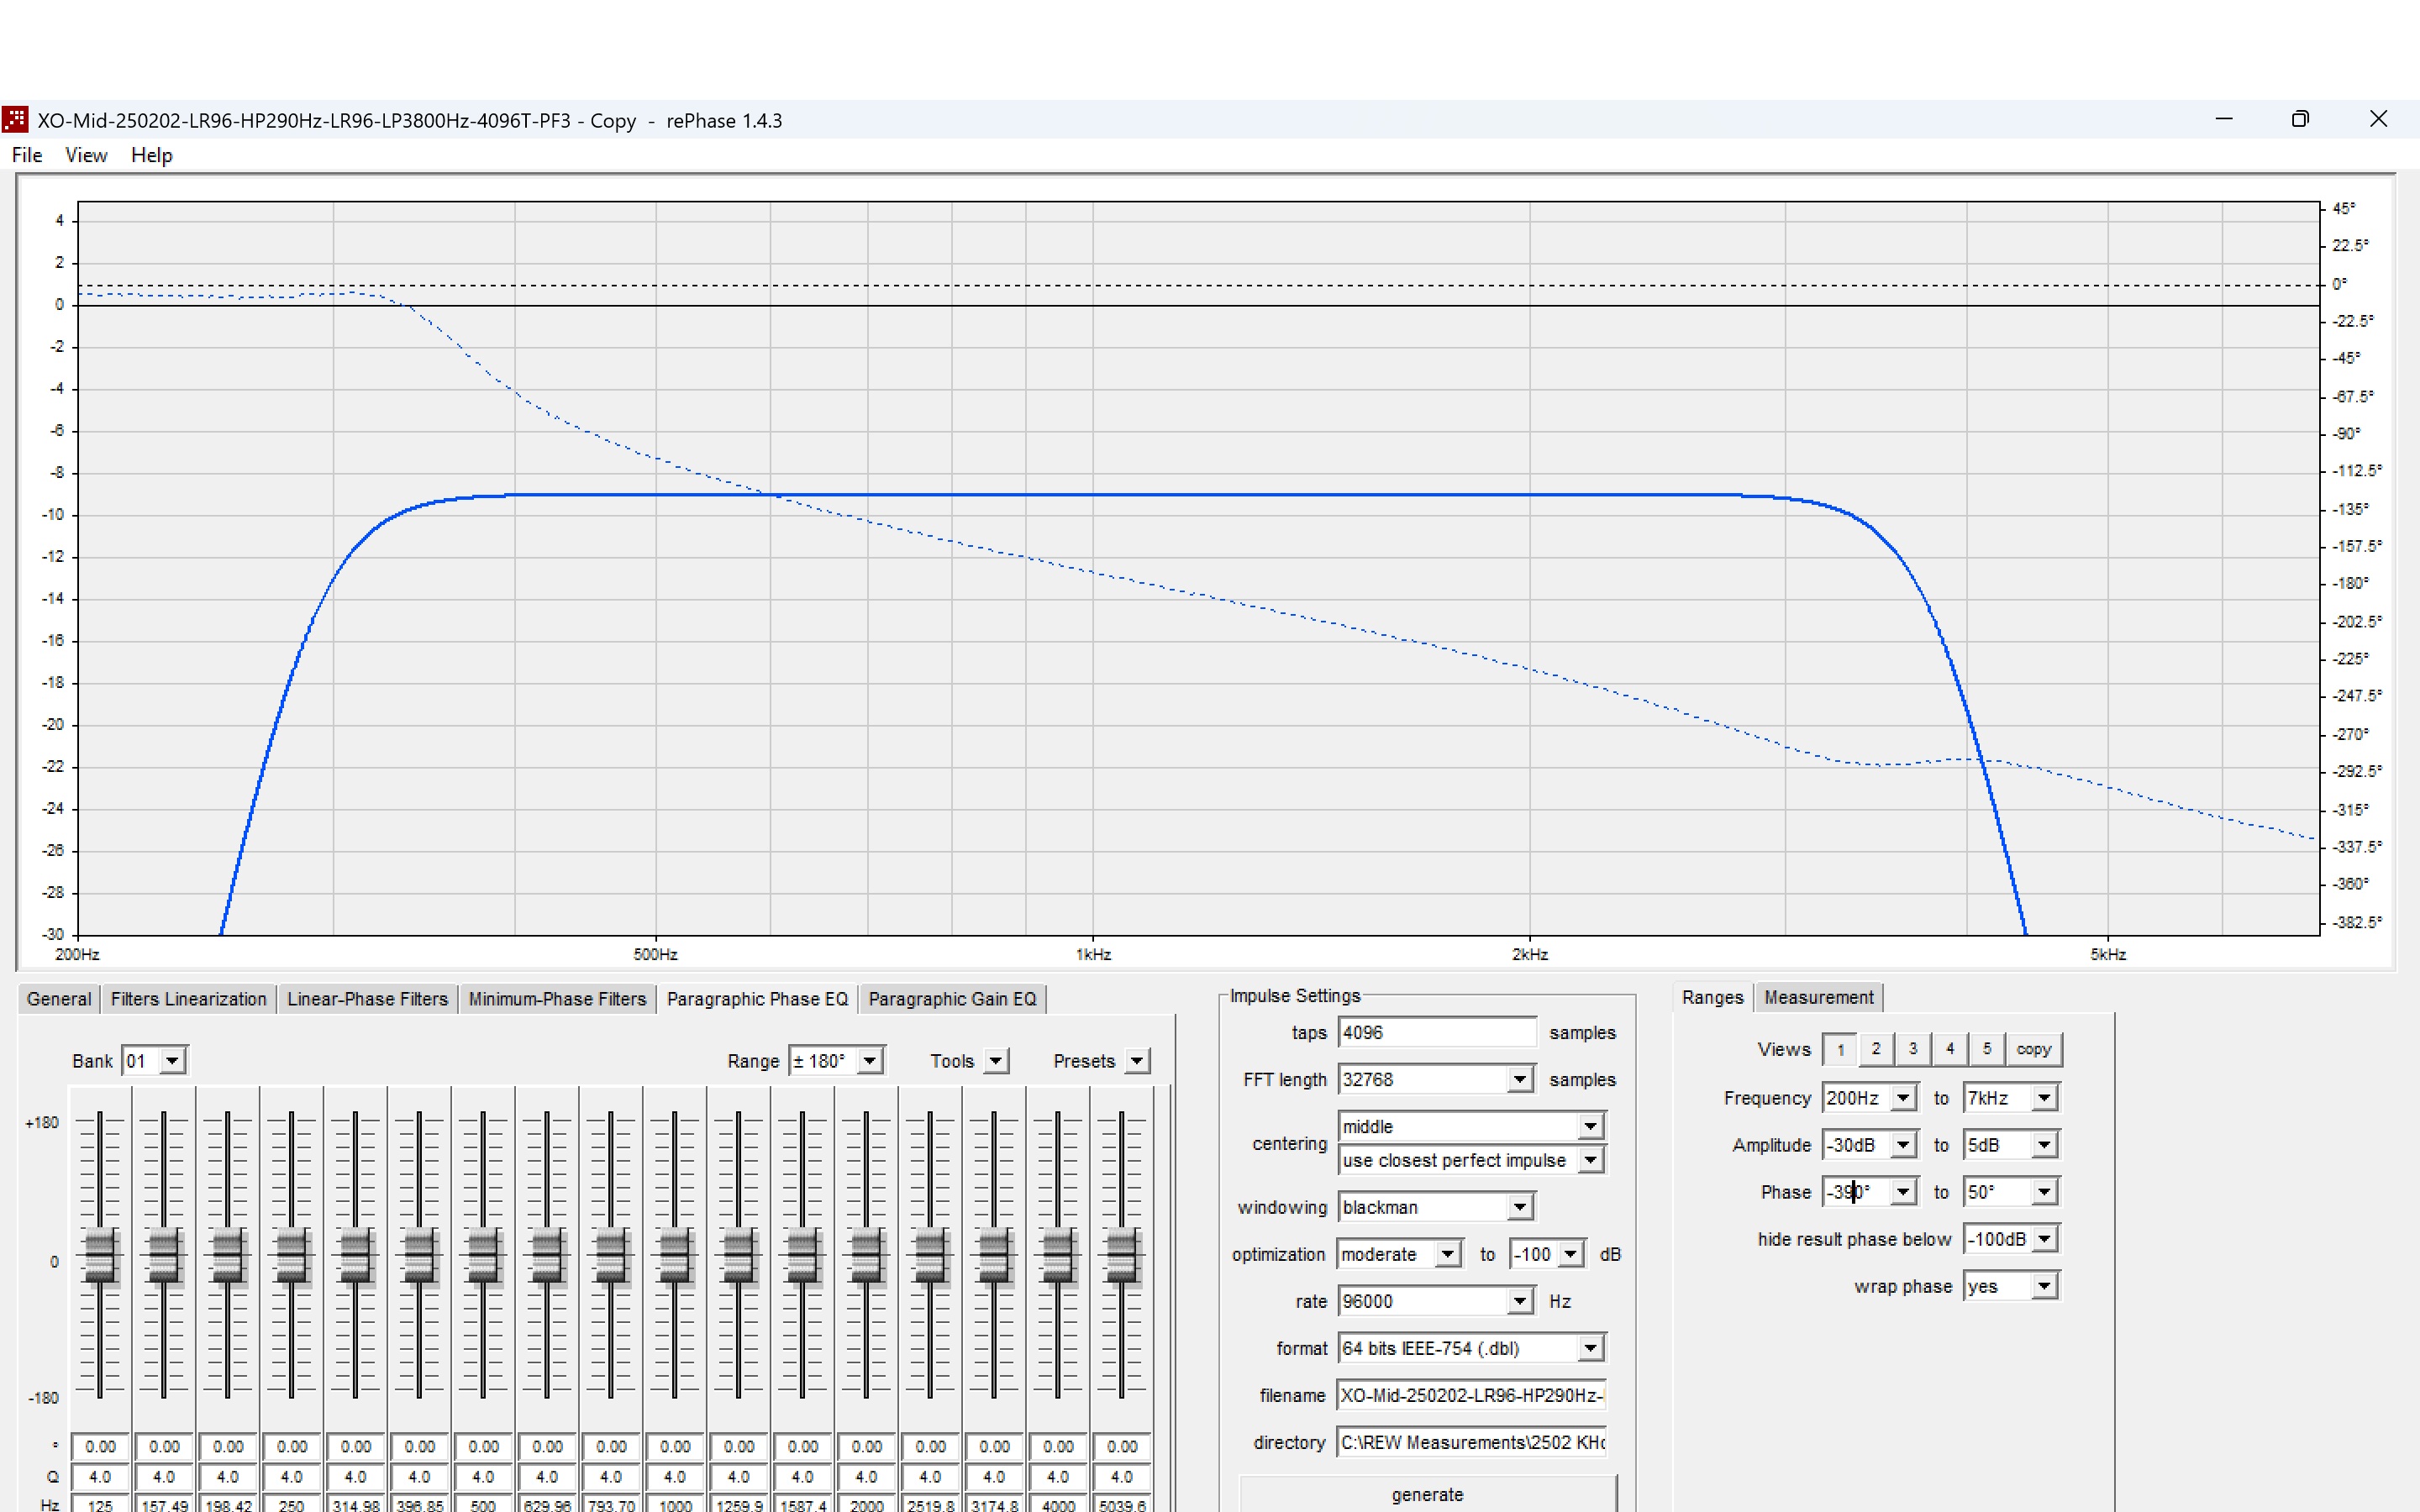 XO-Mid-250202-LR96-HP290Hz-LR96-LP3800Hz-4096T-PF3 - Copy - rePhase 1.4.3
File View Help
4 45°
2 22.5°
0 0°
-2 -22.5°
-4 -45°
-6 -67.5°
-8 -90°
-10 -112.5°
-12 -135°
-14 -157.5°
-16 -180°
-18 -202.5°
-20 -225°
-22 -247.5°
-24 -270°
-26 -292.5°
-28 -315°
-30 -337.5°
-360°
-382.5°
200Hz 500Hz 1kHz 2kHz 5kHz
General Filters Linearization Linear-Phase Filters Minimum-Phase Filters Paragraphic Phase EQ Paragraphic Gain EQ
Bank 01 Range ± 180° Tools Presets
+180
0
-180
° 0.00 0.00 0.00 0.00 0.00 0.00 0.00 0.00 0.00 0.00 0.00 0.00 0.00 0.00 0.00 0.00 0.00
Q 4.0 4.0 4.0 4.0 4.0 4.0 4.0 4.0 4.0 4.0 4.0 4.0 4.0 4.0 4.0 4.0 4.0
Hz 125 157.49 198.42 250 314.98 396.85 500 629.96 793.70 1000 1259.9 1587.4 2000 2519.8 3174.8 4000 5039.6
Impulse Settings
taps 4096 samples
FFT length 32768 samples
centering middle
use closest perfect impulse
windowing blackman
optimization moderate to -100 dB
rate 96000 Hz
format 64 bits IEEE-754 (.dbl)
filename XO-Mid-250202-LR96-HP290Hz-
directory C:\REW Measurements\2502 KHc
generate
Ranges Measurement
Views 1 2 3 4 5 copy
Frequency 200Hz to 7kHz
Amplitude -30dB to 5dB
Phase -390° to 50°
hide result phase below -100dB
wrap phase yes